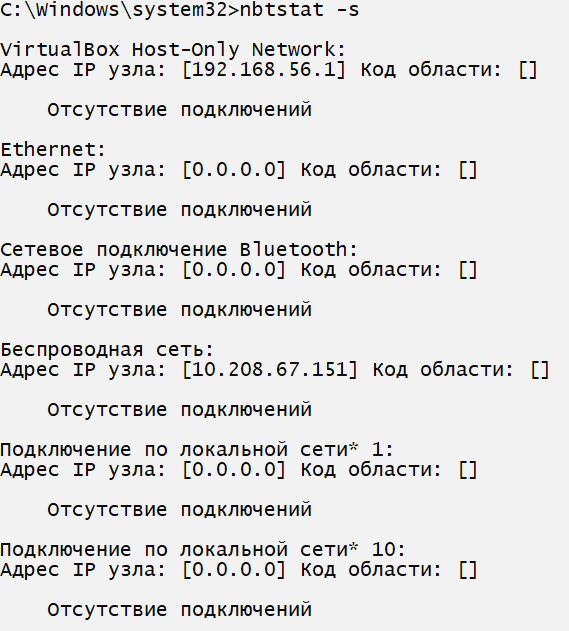 C:\Windows\system32>nbtstat -s
VirtualBox Host-Only Network:
Адрес IP узла: [192.168.56.1] Код области: []
Отсутствие подключений
Ethernet:
Адрес IP узла: [0.0.0.0] Код области: []
Отсутствие подключений
Сетевое подключение Bluetooth:
Адрес IP узла: [0.0.0.0] Код области: []
Отсутствие подключений
Беспроводная сеть:
Адрес IP узла: [10.208.67.151] Код области: []
Отсутствие подключений
Подключение по локальной сети* 1:
Адрес IP узла: [0.0.0.0] Код области: []
Отсутствие подключений
Подключение по локальной сети* 10:
Адрес IP узла: [0.0.0.0] Код области: []
Отсутствие подключений